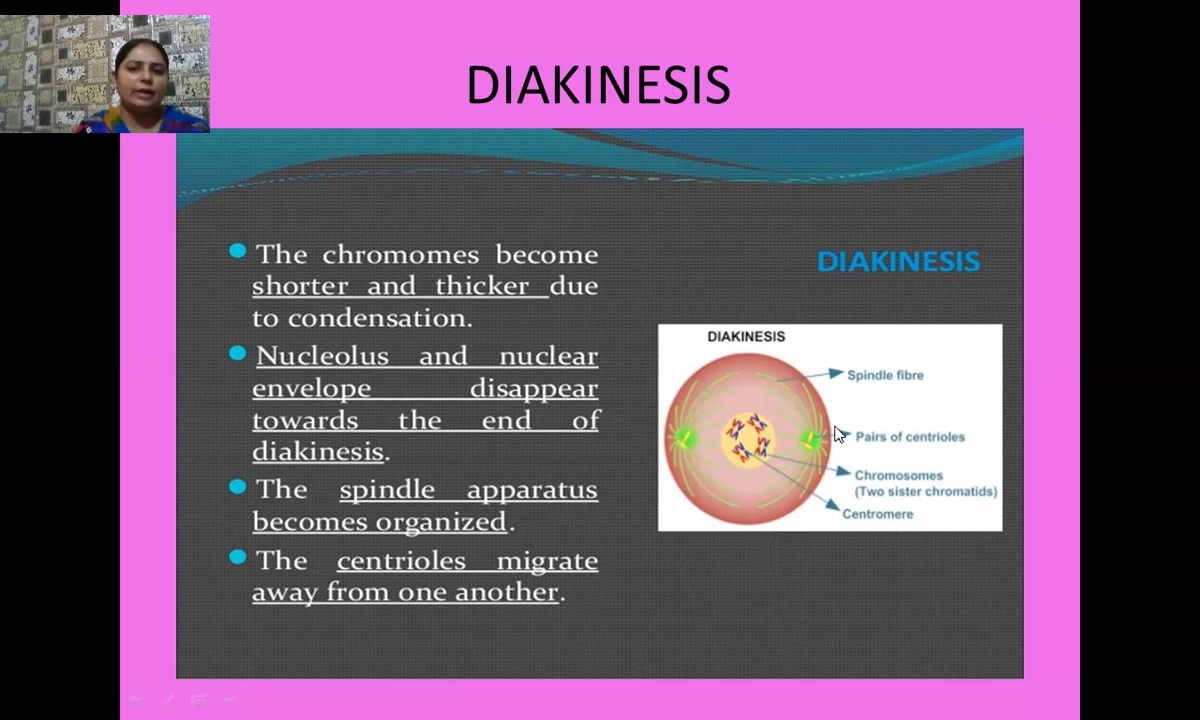 DIAKINESIS
The chromomes become
shorter and thicker due
to condensation.
Nucleolus and nuclear
envelope disappear
towards the end of
diakinesis.
The spindle apparatus
becomes organized.
The centrioles migrate
away from one another.
DIAKINESIS
DIAKINESIS
Spindle fibre
Pairs of centrioles
Chromosomes
(Two sister chromatids)
Centromere